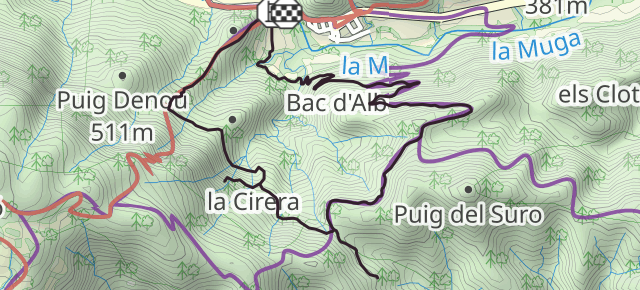 381m
la Muga
la M
els Clot
Puig Denou
511m
Bac d'Alb
la Cirera
Puig del Suro